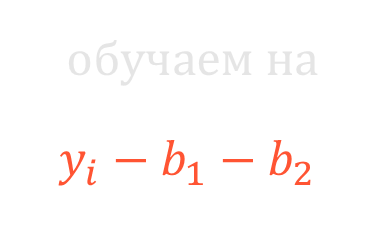 обучаем на
yᵢ − b₁ − b₂